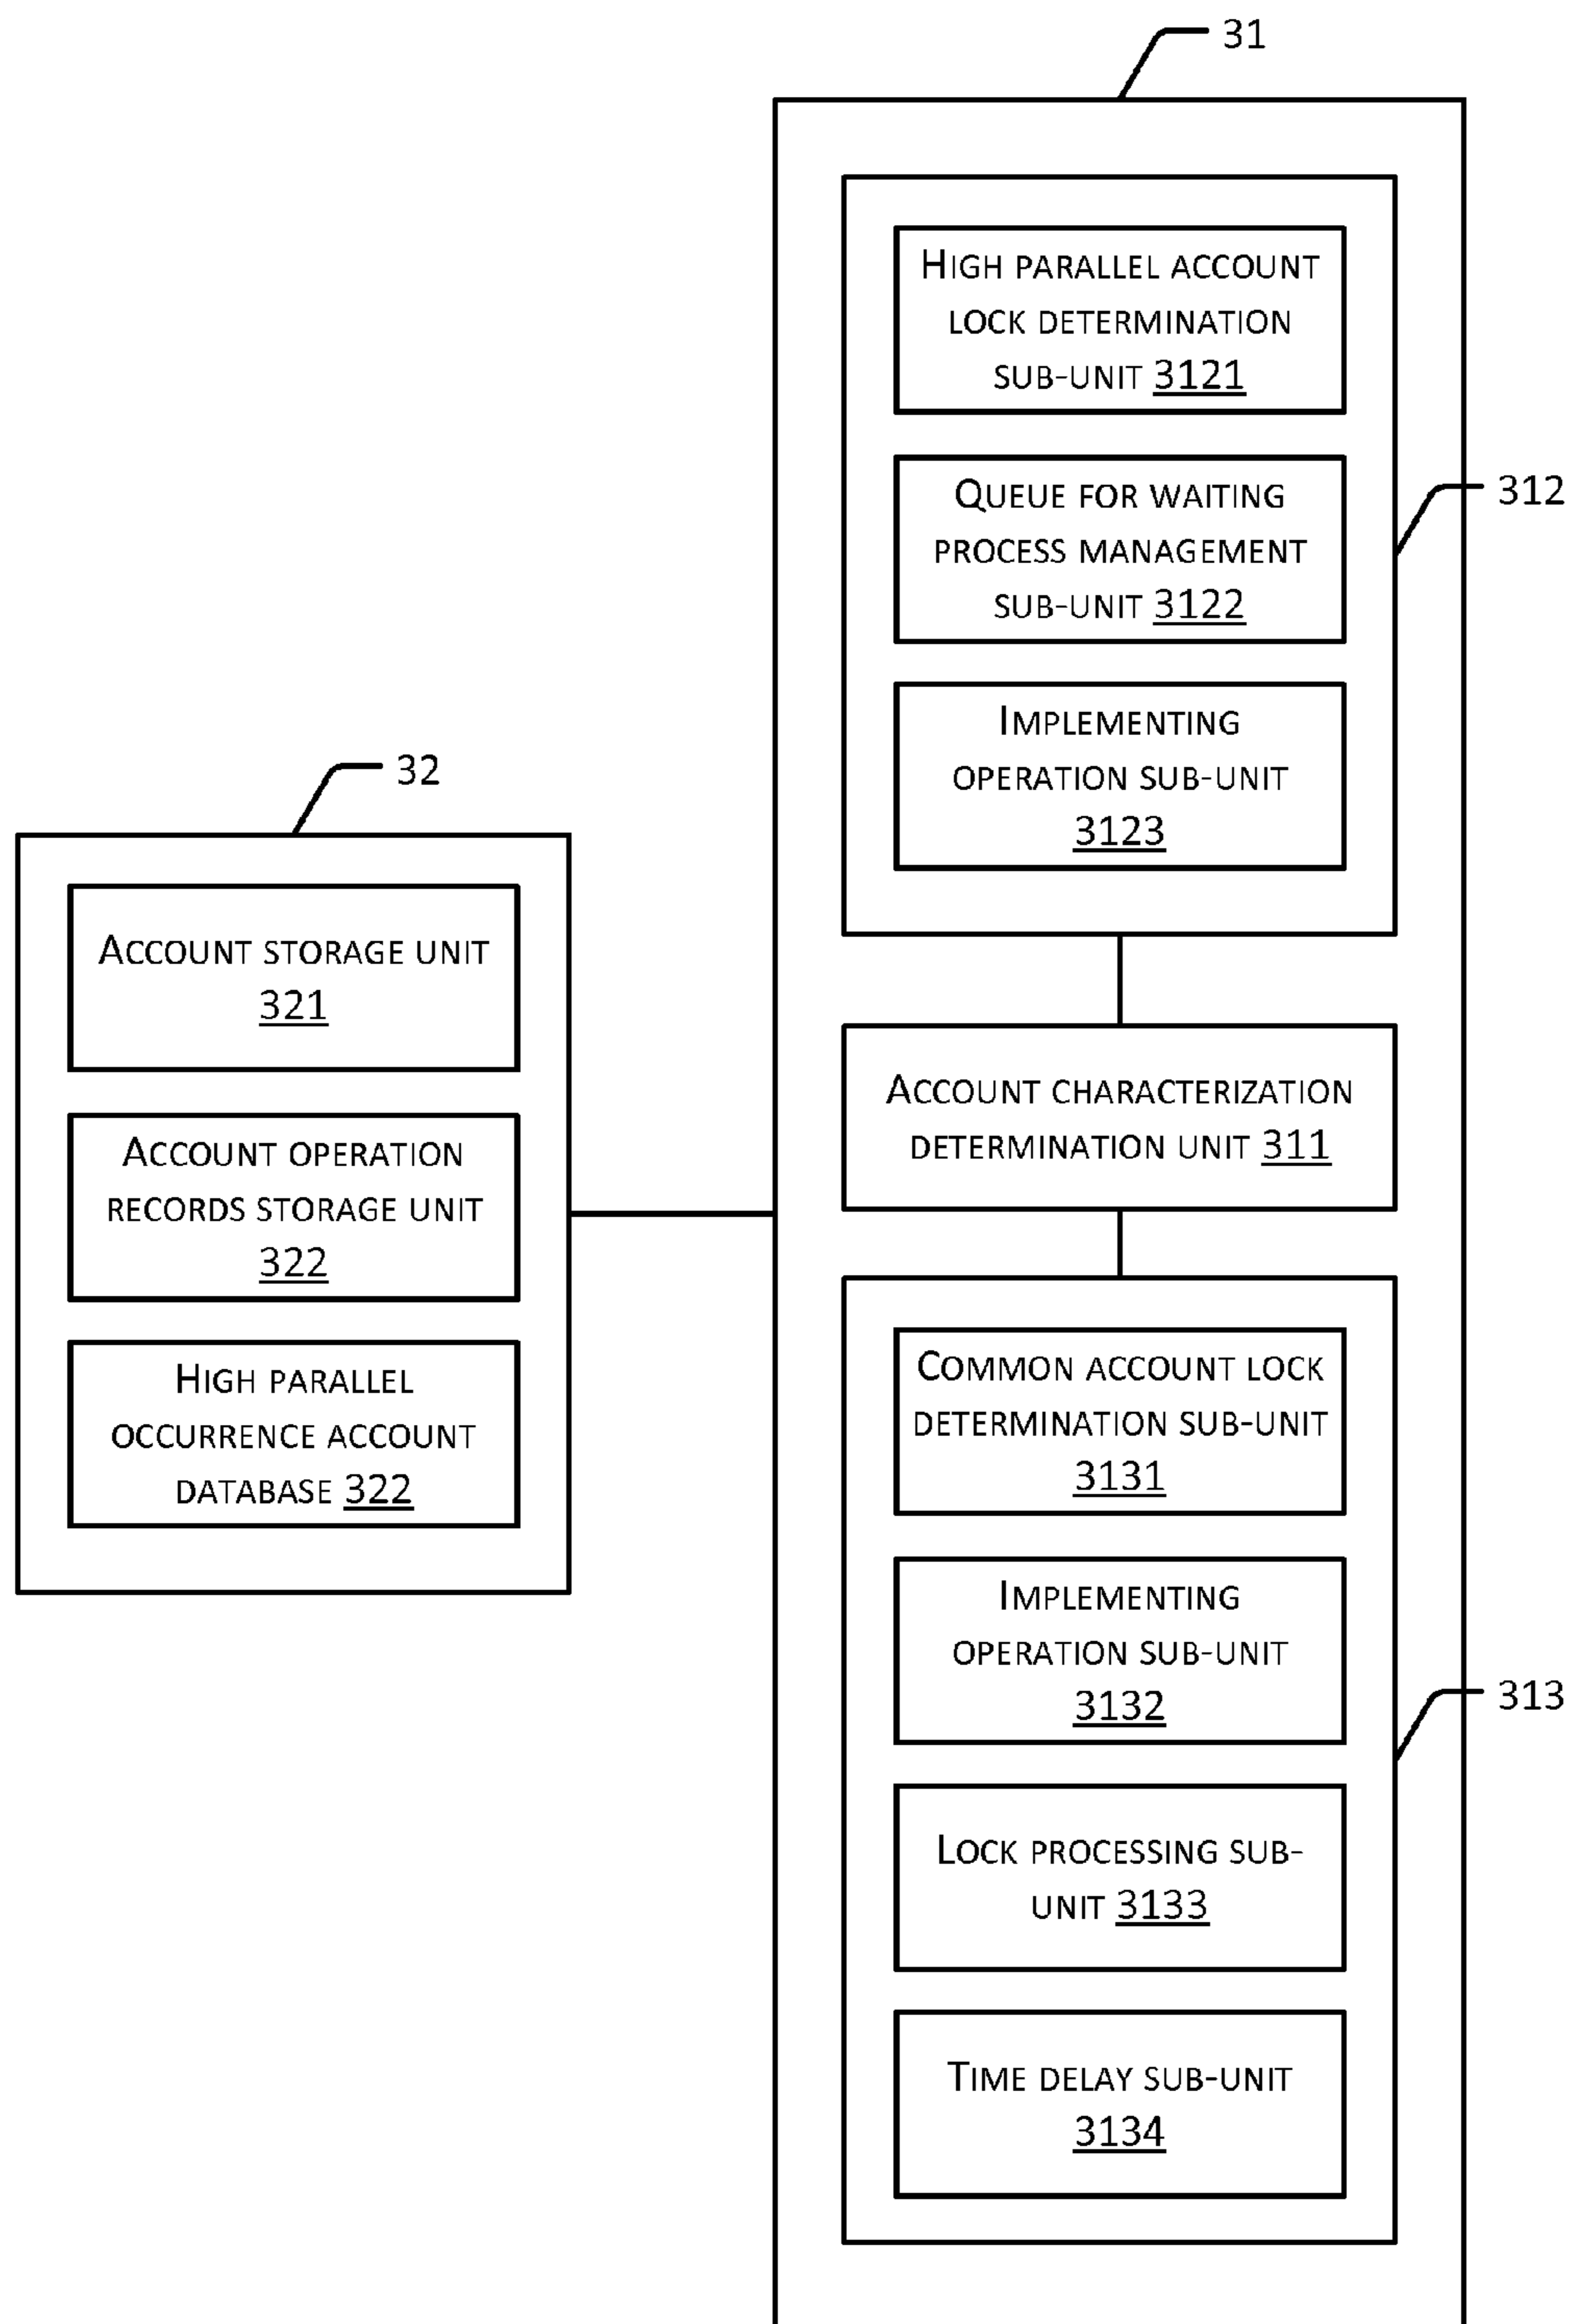 31
HIGH PARALLEL ACCOUNT
LOCK DETERMINATION
SUB-UNIT 3121
QUEUE FOR WAITING
PROCESS MANAGEMENT
SUB-UNIT 3122
312
IMPLEMENTING
OPERATION SUB-UNIT
3123
32
ACCOUNT STORAGE UNIT
321
ACCOUNT OPERATION
RECORDS STORAGE UNIT
322
HIGH PARALLEL
OCCURRENCE ACCOUNT
DATABASE 322
ACCOUNT CHARACTERIZATION
DETERMINATION UNIT 311
COMMON ACCOUNT LOCK
DETERMINATION SUB-UNIT
3131
IMPLEMENTING
OPERATION SUB-UNIT
3132
313
LOCK PROCESSING SUB-
UNIT 3133
TIME DELAY SUB-UNIT
3134